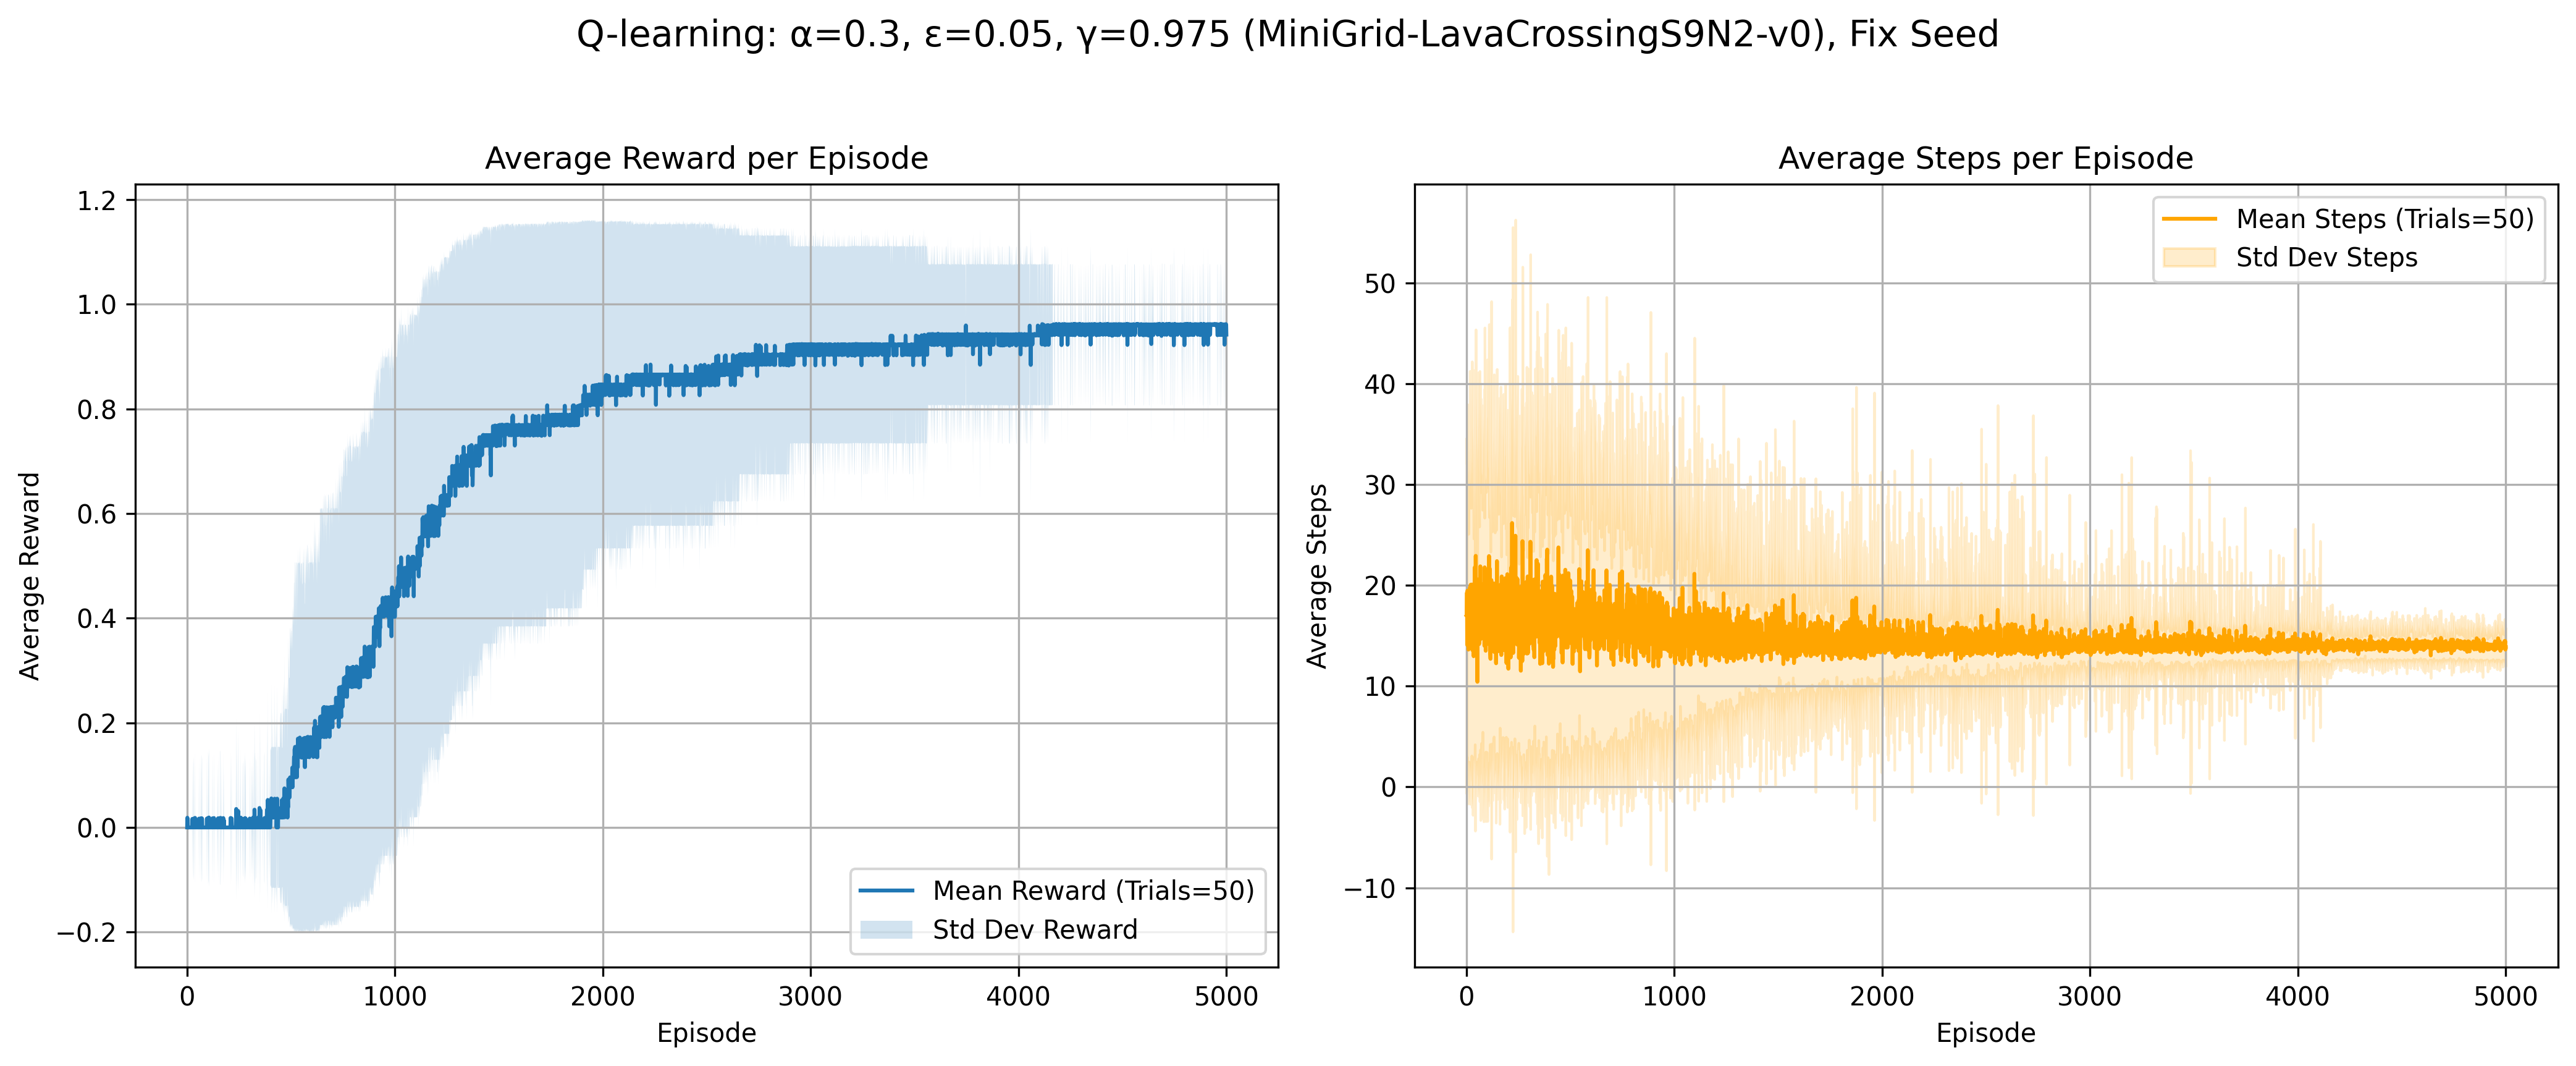 Q-learning: α=0.3, ε=0.05, γ=0.975 (MiniGrid-LavaCrossingS9N2-v0), Fix Seed
Average Reward per Episode
1.2
1.0
0.8
0.6
0.4
0.2
0.0
−0.2
Average Reward
0 1000 2000 3000 4000 5000
Episode
Mean Reward (Trials=50)
Std Dev Reward
Average Steps per Episode
50
40
30
20
10
0
−10
Average Steps
0 1000 2000 3000 4000 5000
Episode
Mean Steps (Trials=50)
Std Dev Steps